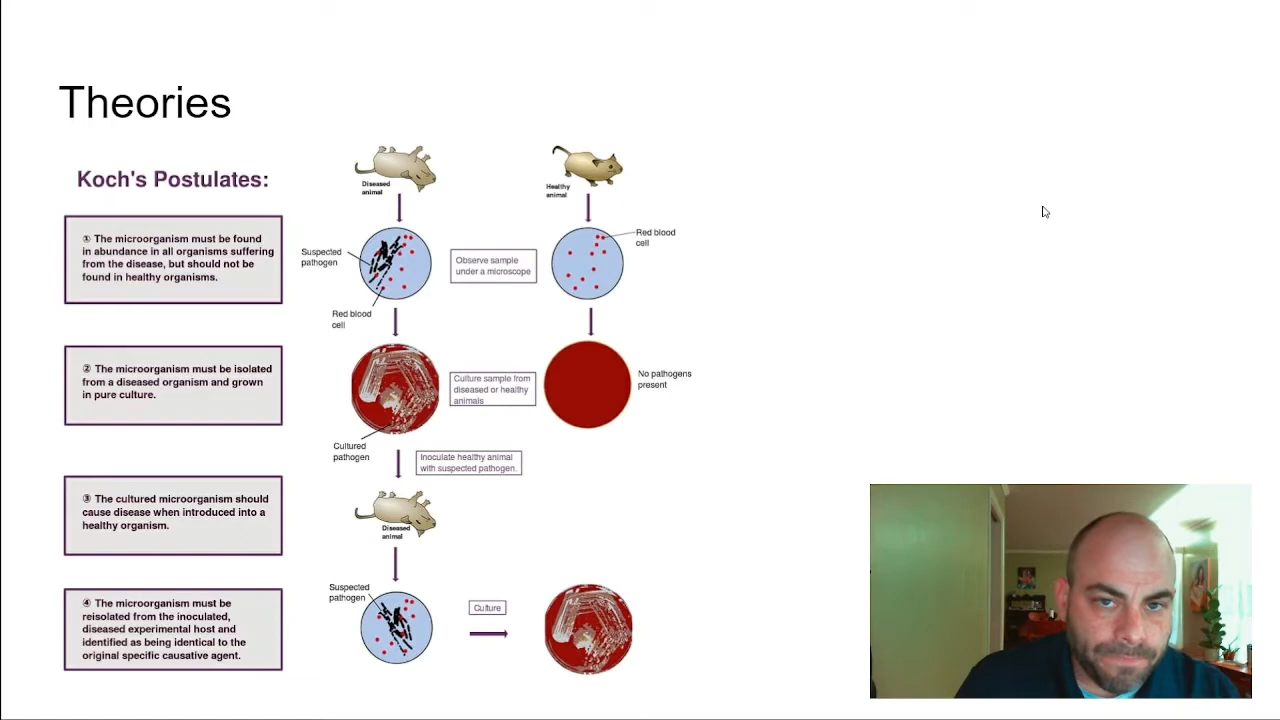 Theories
Koch's Postulates:
① The microorganism must be found
in abundance in all organisms suffering
from the disease, but should not be
found in healthy organisms.
② The microorganism must be isolated
from a diseased organism and grown
in pure culture.
③ The cultured microorganism should
cause disease when introduced into a
healthy organism.
④ The microorganism must be
reisolated from the inoculated,
diseased experimental host and
identified as being identical to the
original specific causative agent.
Diseased
animal
Healthy
animal
Suspected
pathogen
Red blood
cell
Observe sample
under a microscope
Red blood
cell
Culture sample from
diseased or healthy
animals
No pathogens
present
Cultured
pathogen
Inoculate healthy animal
with suspected pathogen.
Diseased
animal
Suspected
pathogen
Culture